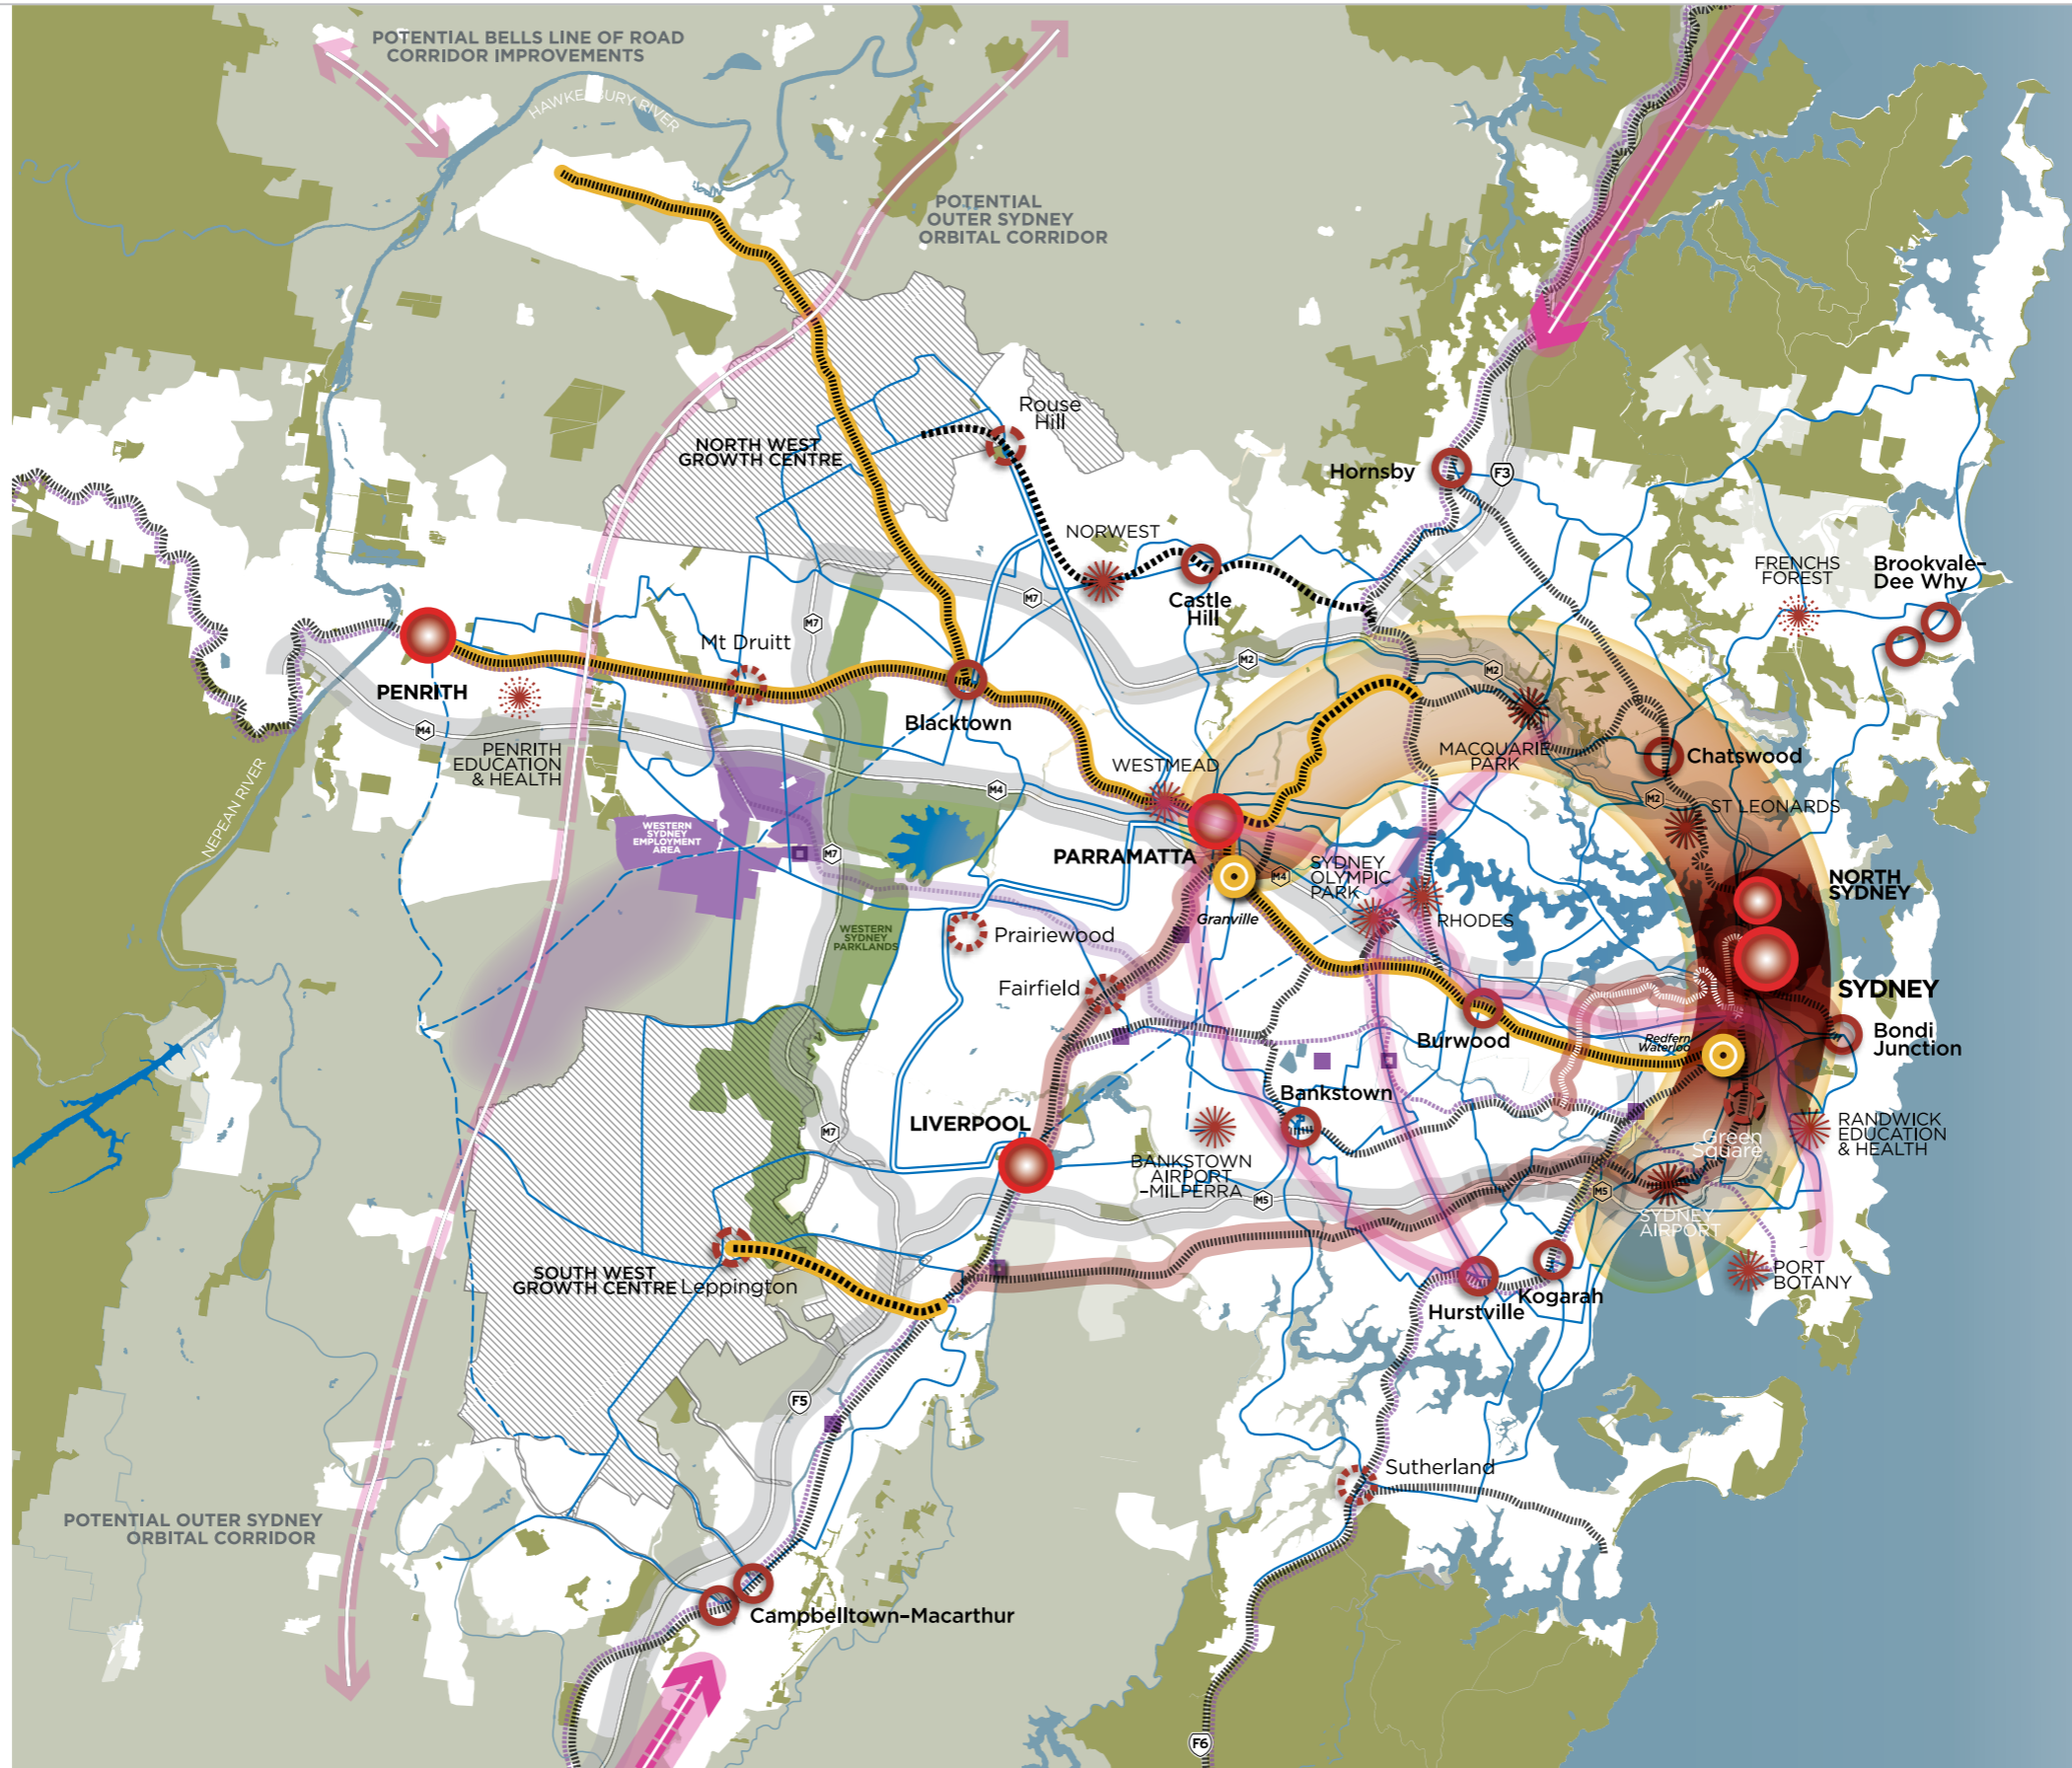 POTENTIAL BELLS LINE OF ROAD
CORRIDOR IMPROVEMENTS
HAWKESBURY RIVER
POTENTIAL
OUTER SYDNEY
ORBITAL CORRIDOR
Rouse
Hill
NORTH WEST
GROWTH CENTRE
Hornsby
F3
NORWEST
FRENCHS
FOREST
Brookvale–
Dee Why
Castle
Hill
M7
M7
Mt Druitt
M2
M2
PENRITH
Blacktown
M4
PENRITH
EDUCATION
& HEALTH
MACQUARIE
PARK
Chatswood
WESTMEAD
M4
M2
ST LEONARDS
NEPEAN RIVER
WESTERN
SYDNEY
EMPLOYMENT
AREA
M7
PARRAMATTA
M4
SYDNEY
OLYMPIC
PARK
NORTH
SYDNEY
Granville
RHODES
WESTERN
SYDNEY
PARKLANDS
Prairiewood
Fairfield
SYDNEY
Burwood
Redfern
Waterloo
Bondi
Junction
Bankstown
LIVERPOOL
M7
Green
Square
RANDWICK
EDUCATION
& HEALTH
BANKSTOWN
AIRPORT
–MILPERRA
M5
M5
SYDNEY
AIRPORT
SOUTH WEST
GROWTH CENTRE
Leppington
PORT
BOTANY
Kogarah
Hurstville
F5
Sutherland
POTENTIAL OUTER SYDNEY
ORBITAL CORRIDOR
Campbelltown–Macarthur
F6